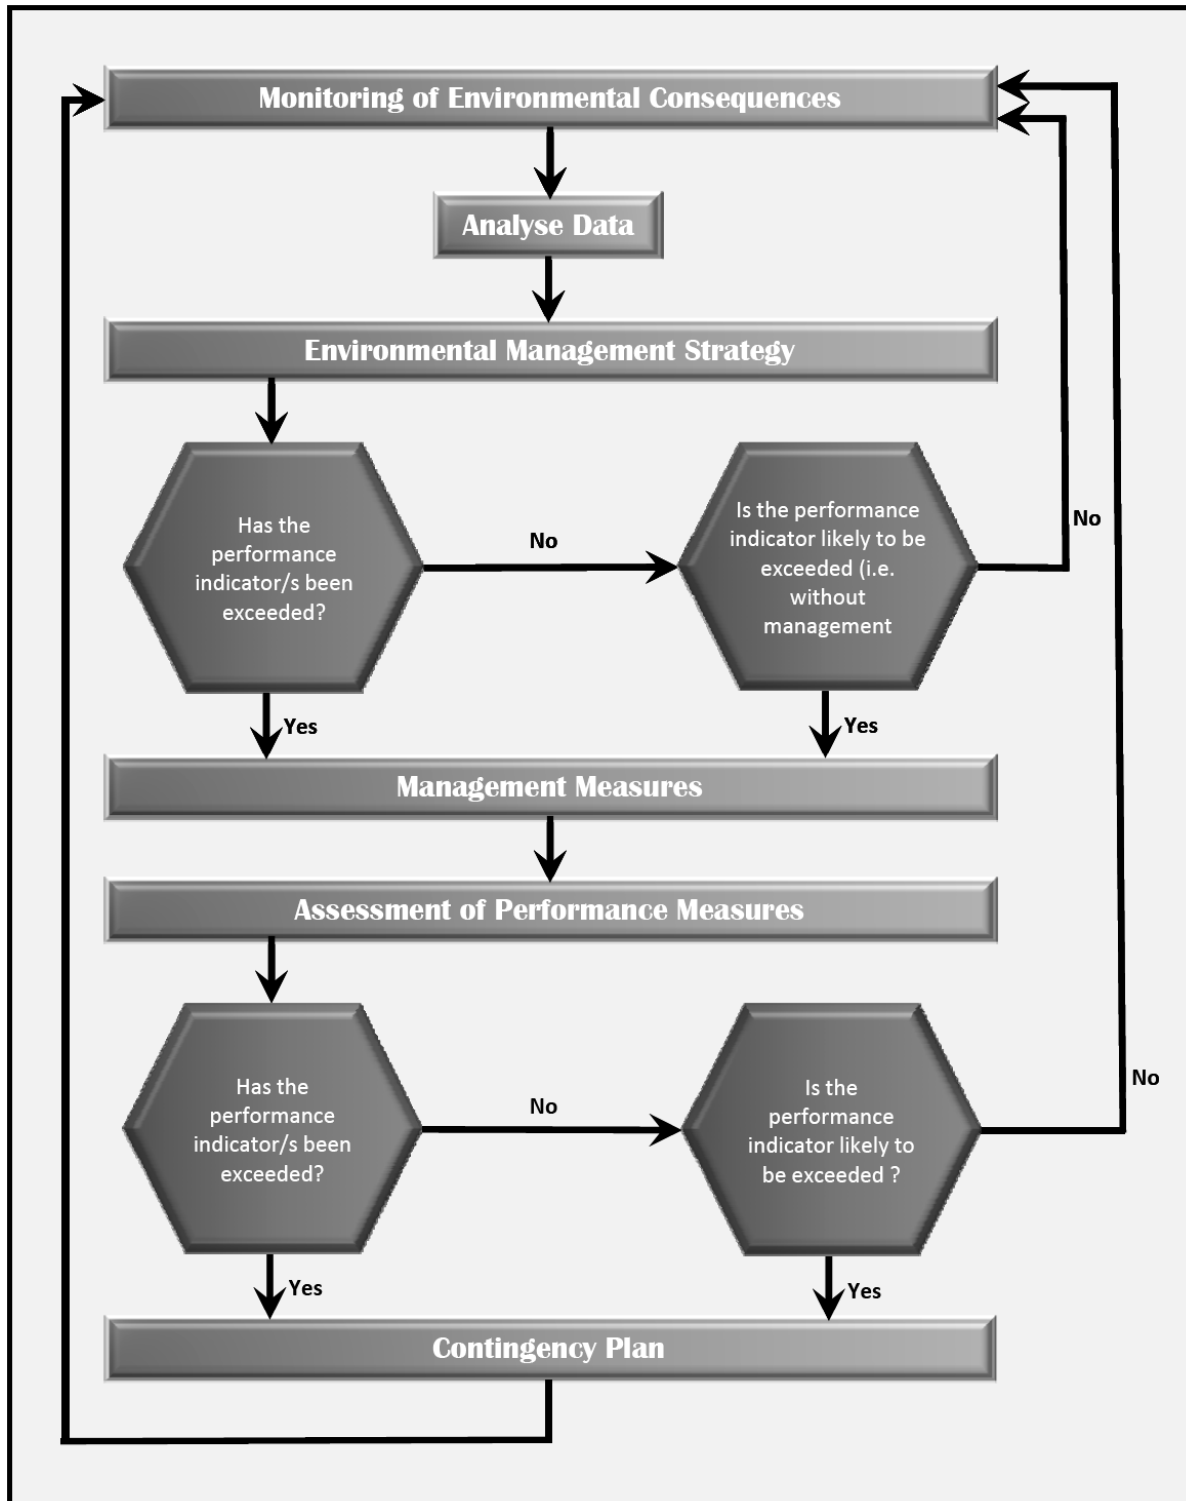 Monitoring of Environmental Consequences
Analyse Data
Environmental Management Strategy
Has the
performance
indicator/s been
exceeded?
No
Is the performance
indicator likely to be
exceeded (i.e.
without
management
No
Yes
Yes
Management Measures
Assessment of Performance Measures
Has the
performance
indicator/s been
exceeded?
No
Is the
performance
indicator likely to
be exceeded ?
No
Yes
Yes
Contingency Plan